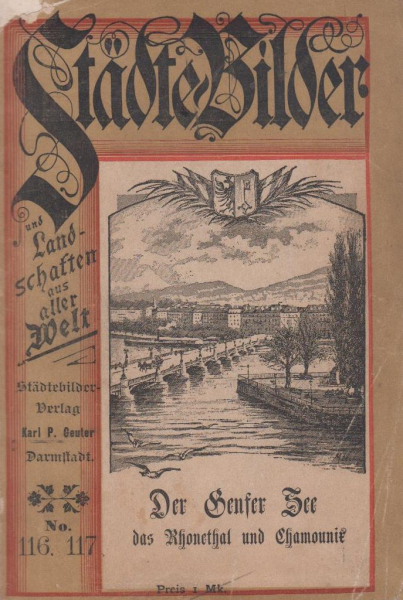 Städte-Bilder
und
Land-
schaften
aus
aller
Welt
Städtebilder-
Verlag
Karl P. Geuter
Darmstadt.
No.
116. 117
Der Genfer See
das Rhonethal und Chamounix
Preis 1 Mk.